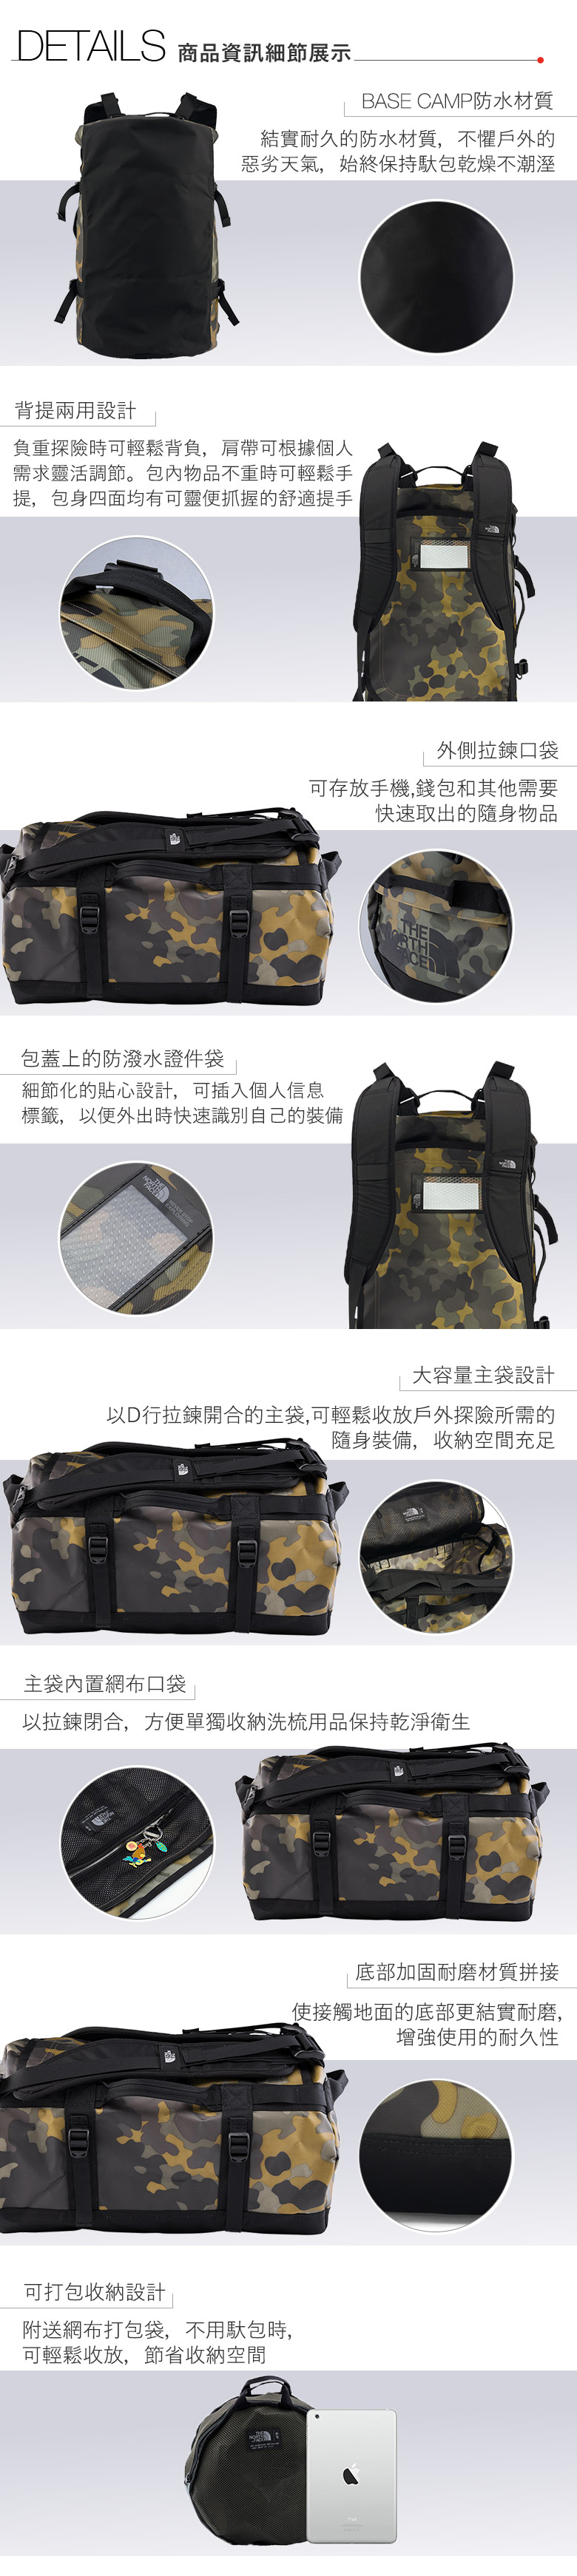 DETAILS 商品資訊細節展示
BASE CAMP防水材質
結實耐久的防水材質，不懼戶外的
惡劣天氣，始終保持馱包乾燥不潮溼
背提兩用設計
負重探險時可輕鬆背負，肩帶可根據個人
需求靈活調節。包內物品不重時可輕鬆手
提，包身四面均有可靈便抓握的舒適提手
外側拉鍊口袋
可存放手機,錢包和其他需要
快速取出的隨身物品
THE
NORTH
FACE
包蓋上的防潑水證件袋
細節化的貼心設計，可插入個人信息
標籤，以便外出時快速識別自己的裝備
THE
NORTH
FACE
大容量主袋設計
以D行拉鍊開合的主袋,可輕鬆收放戶外探險所需的
隨身裝備，收納空間充足
主袋內置網布口袋
以拉鍊閉合，方便單獨收納洗梳用品保持乾淨衛生
底部加固耐磨材質拼接
使接觸地面的底部更結實耐磨,
增強使用的耐久性
可打包收納設計
附送網布打包袋，不用馱包時,
可輕鬆收放，節省收納空間
THE
NORTH
FACE